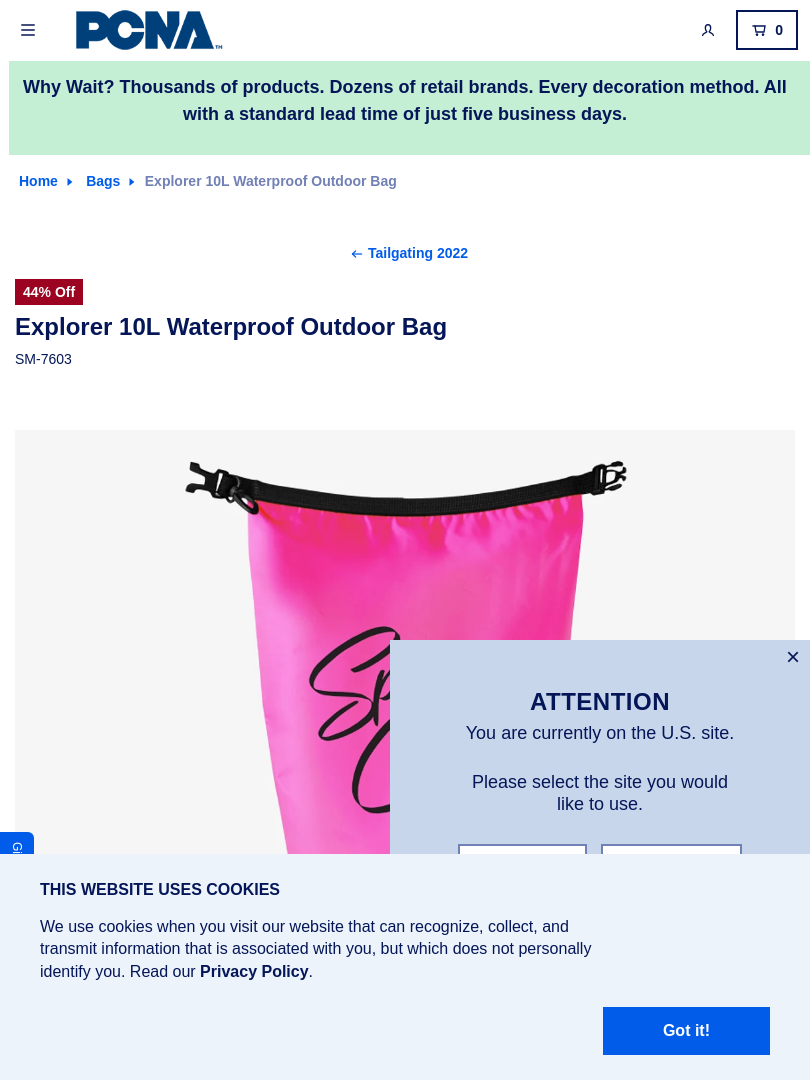 PCNA™
0
Why Wait? Thousands of products. Dozens of retail brands. Every decoration method. All
with a standard lead time of just five business days.
Home Bags Explorer 10L Waterproof Outdoor Bag
Tailgating 2022
44% Off
Explorer 10L Waterproof Outdoor Bag
SM-7603
ATTENTION
You are currently on the U.S. site.
Please select the site you would
like to use.
THIS WEBSITE USES COOKIES
We use cookies when you visit our website that can recognize, collect, and
transmit information that is associated with you, but which does not personally
identify you. Read our Privacy Policy.
Got it!